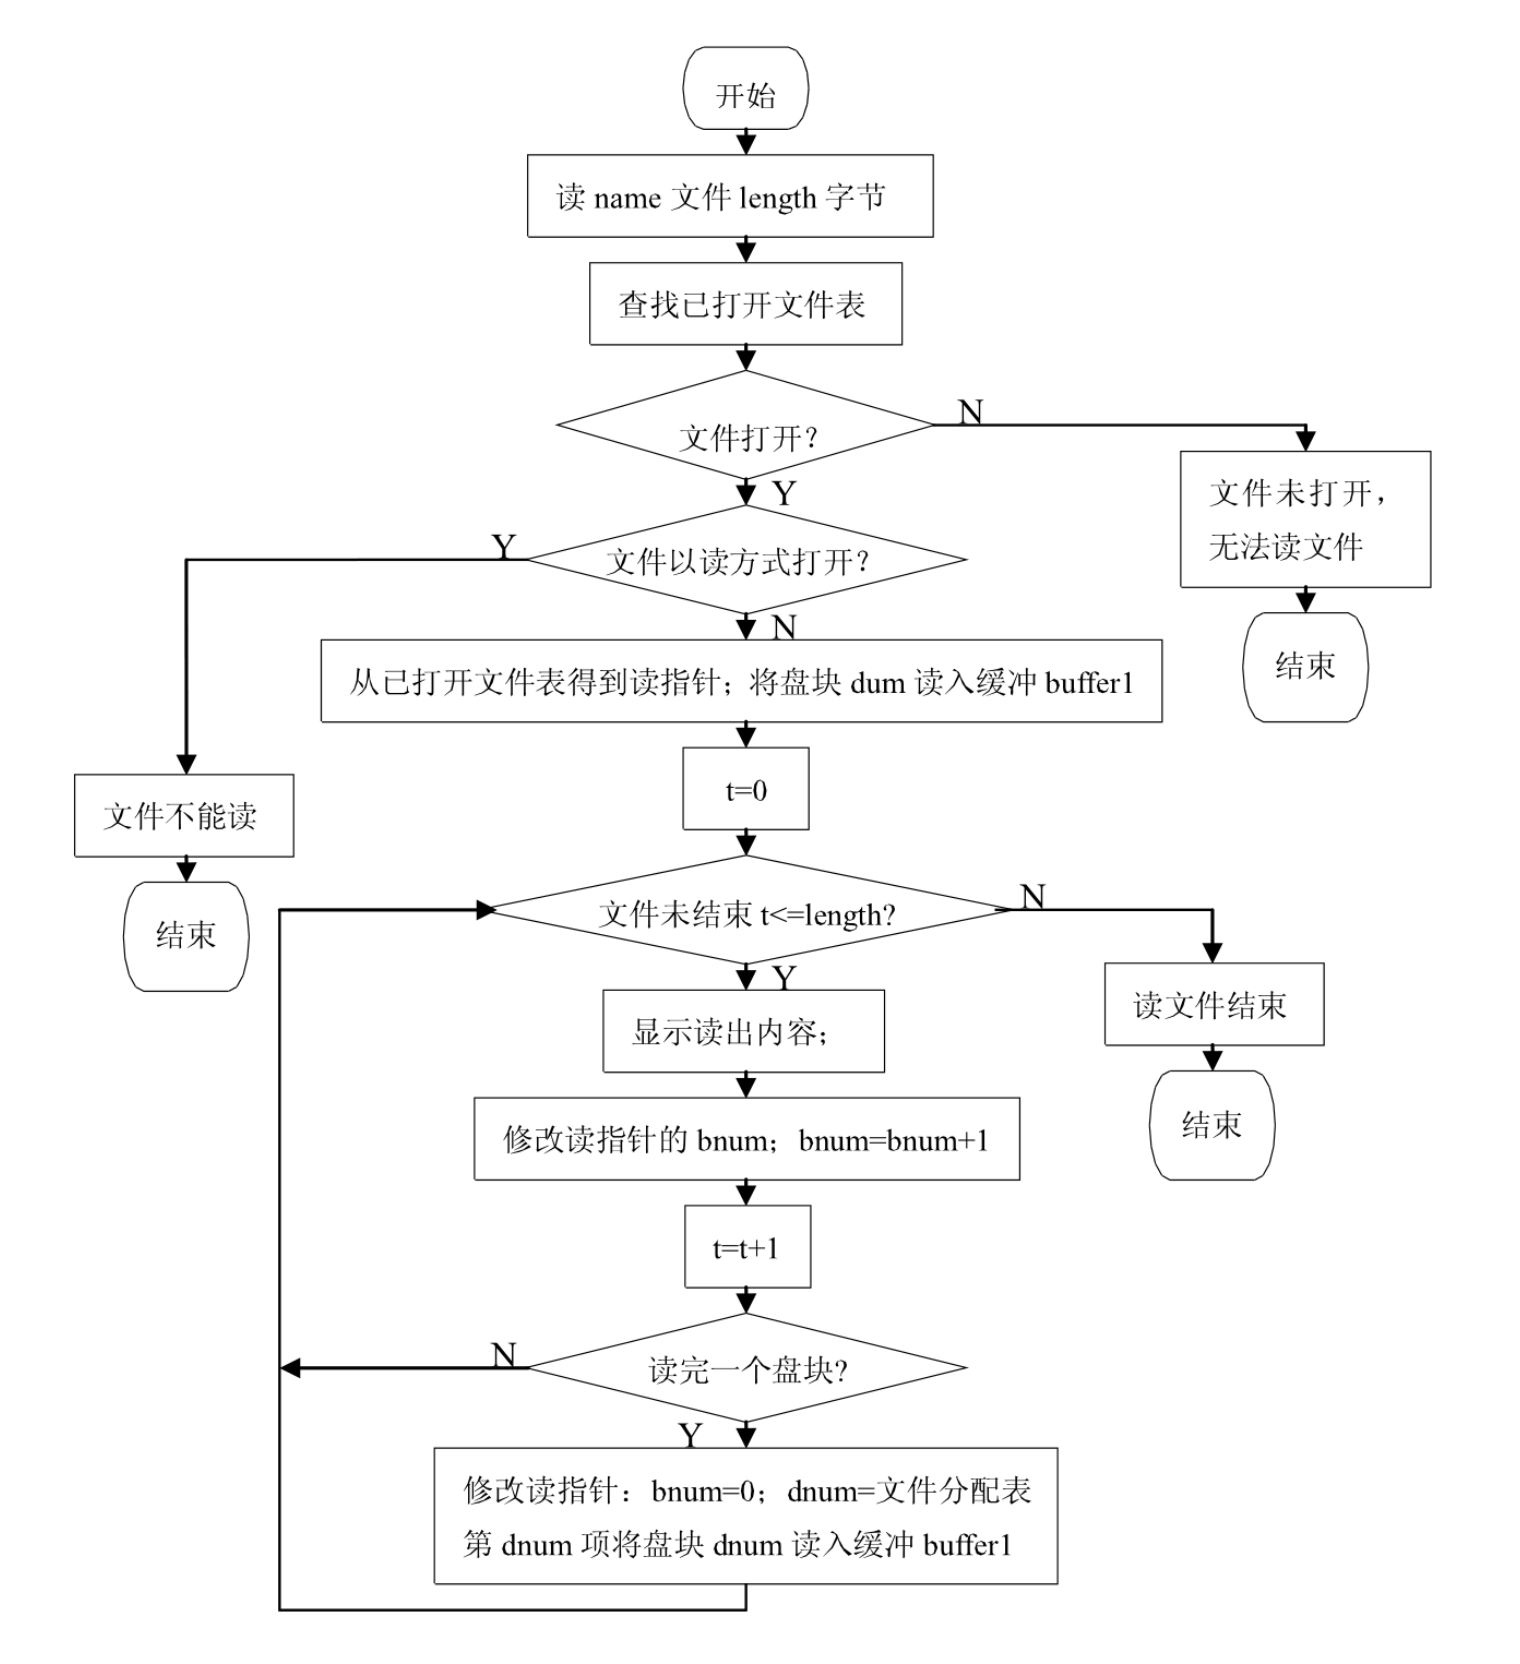 开始
读 name 文件 length 字节
查找已打开文件表
文件打开？
N
Y
文件未打开，
无法读文件
结束
文件以读方式打开？
Y
N
从已打开文件表得到读指针；将盘块 dum 读入缓冲 buffer1
t=0
文件不能读
结束
文件未结束 t<=length?
N
Y
显示读出内容；
读文件结束
结束
修改读指针的 bnum；bnum=bnum+1
t=t+1
读完一个盘块?
N
Y
修改读指针：bnum=0；dnum=文件分配表
第 dnum 项将盘块 dnum 读入缓冲 buffer1